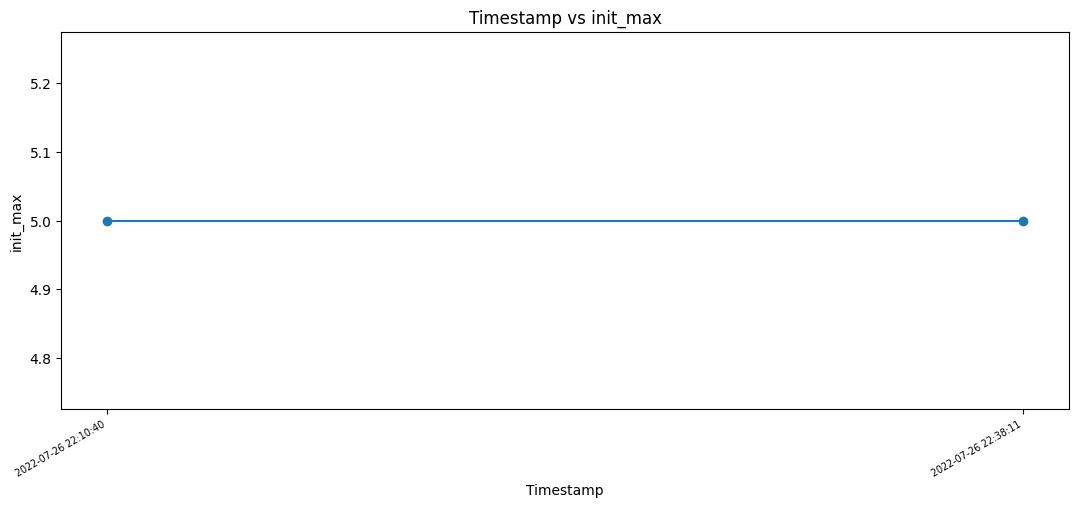 Timestamp vs init_max
5.2
5.1
5.0
4.9
4.8
init_max
2022-07-26 22:10:40
2022-07-26 22:38:11
Timestamp